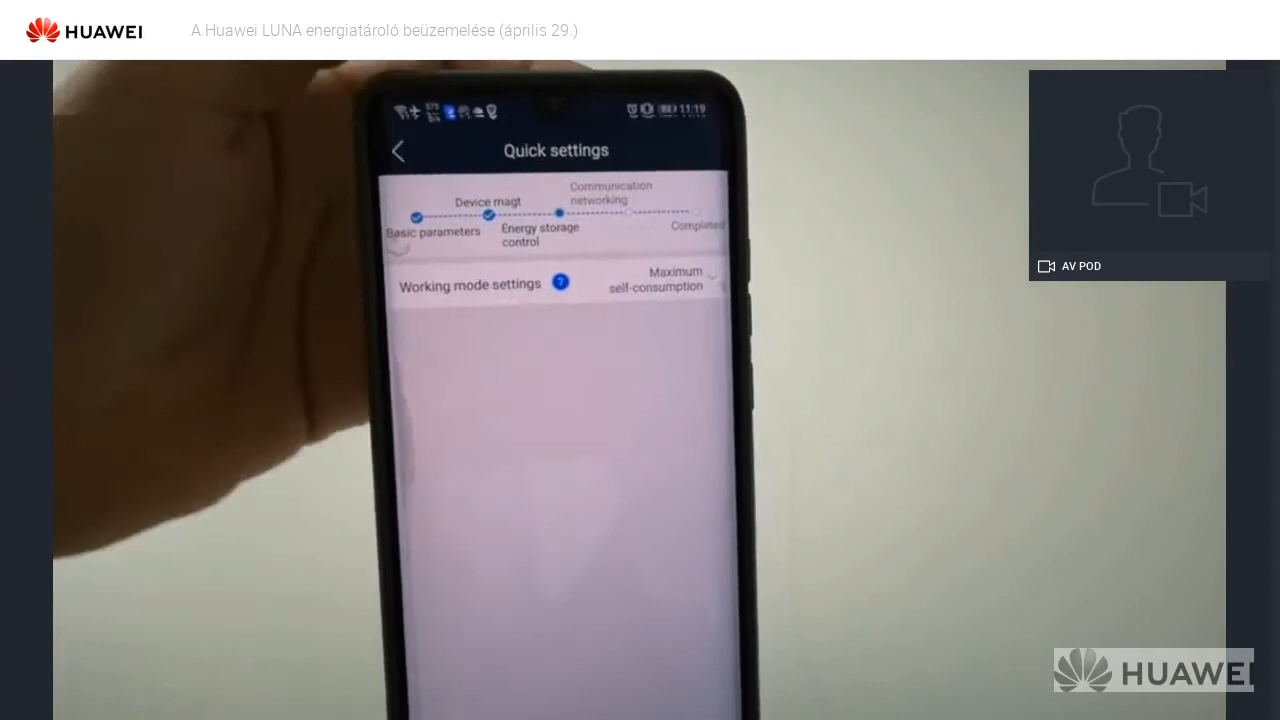 HUAWEI
A Huawei LUNA energiatároló beüzemelése (április 29.)
11:19
Quick settings
Communication
networking
Device magt
Basic parameters
Energy storage
control
Completed
Working mode settings
?
Maximum
self-consumption
AV POD
HUAWEI